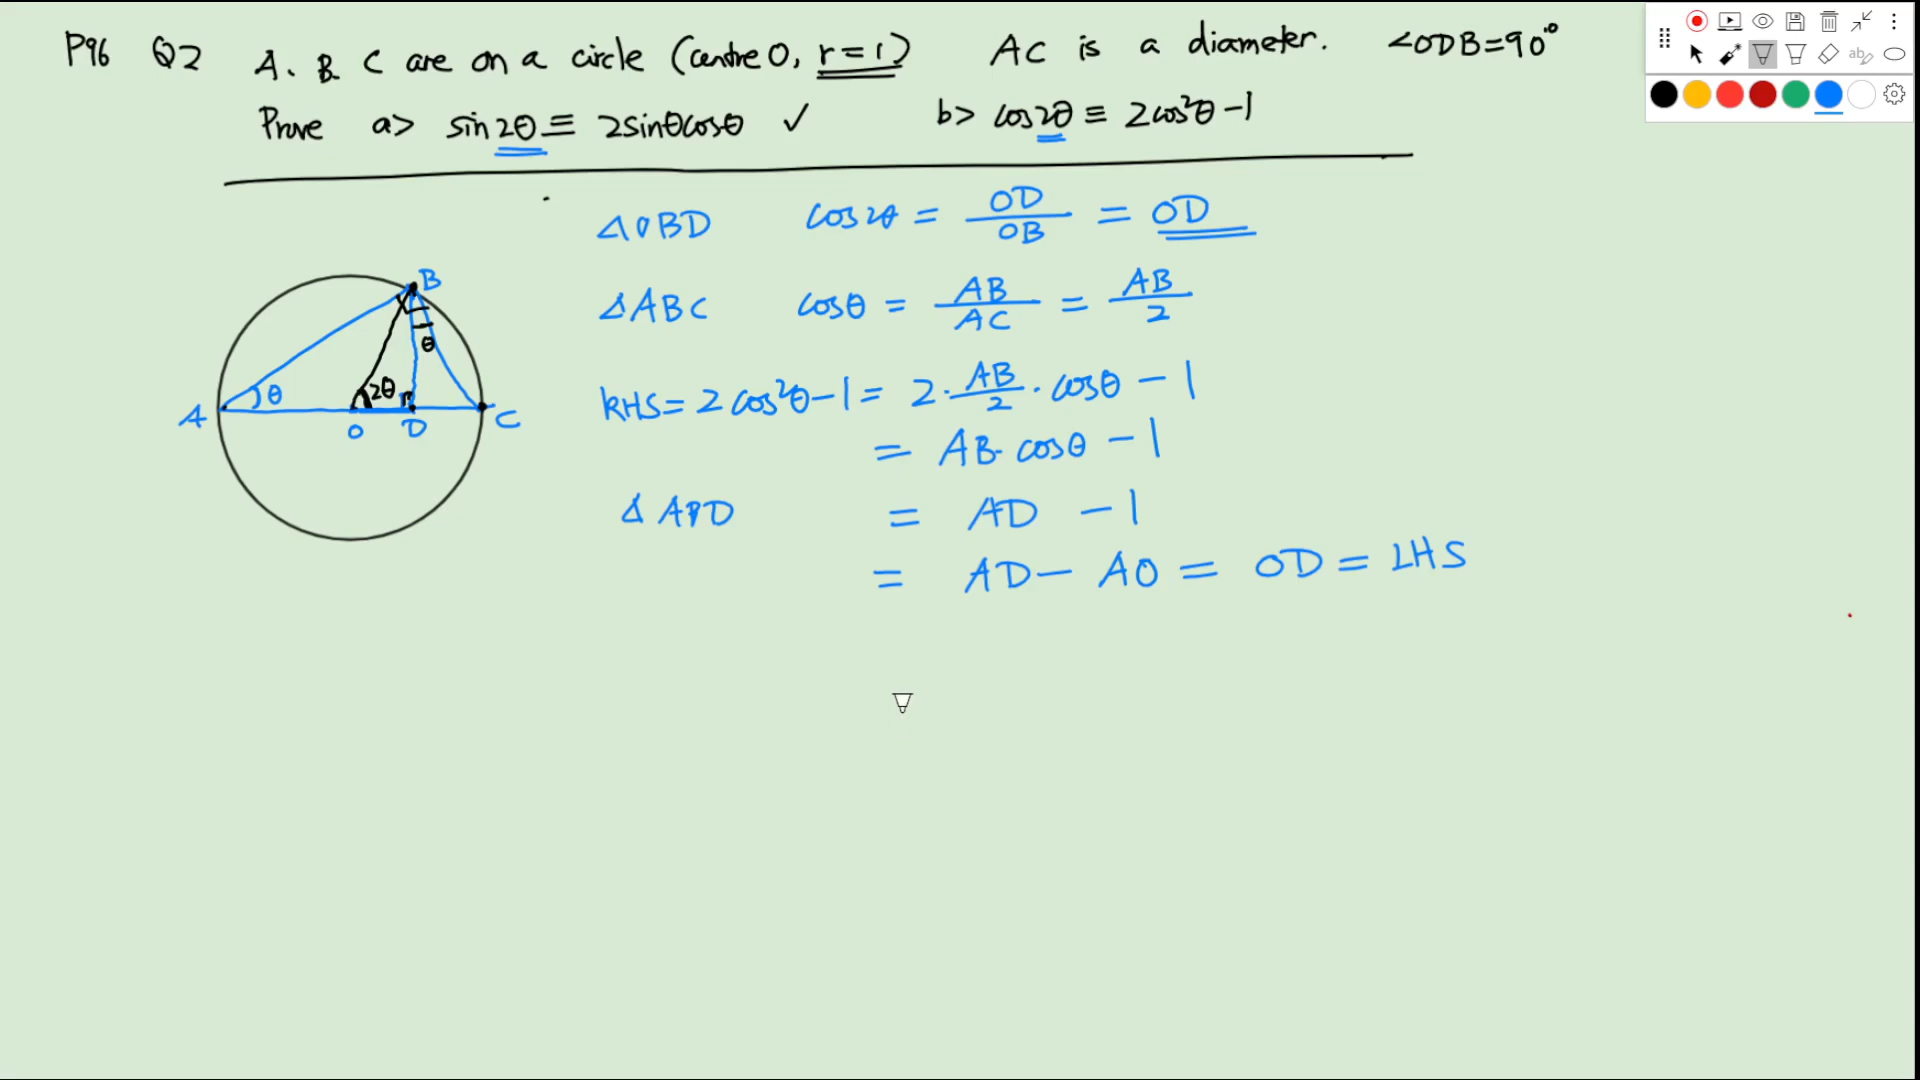 P96 Q2 A、B C are on a circle (centre O, r=1) AC is a diameter. ∠ODB=90°
Prove a> sin2θ ≡ 2sinθcosθ ✓ b> cos2θ ≡ 2cos²θ-1
△OBD cos2θ = OD/OB = OD
△ABC cosθ = AB/AC = AB/2
RHS = 2cos²θ-1 = 2·AB/2·cosθ-1
= AB·cosθ-1
△ABD = AD-1
= AD-AO = OD = LHS
B
θ
θ
2θ
A
O
D
C
ab